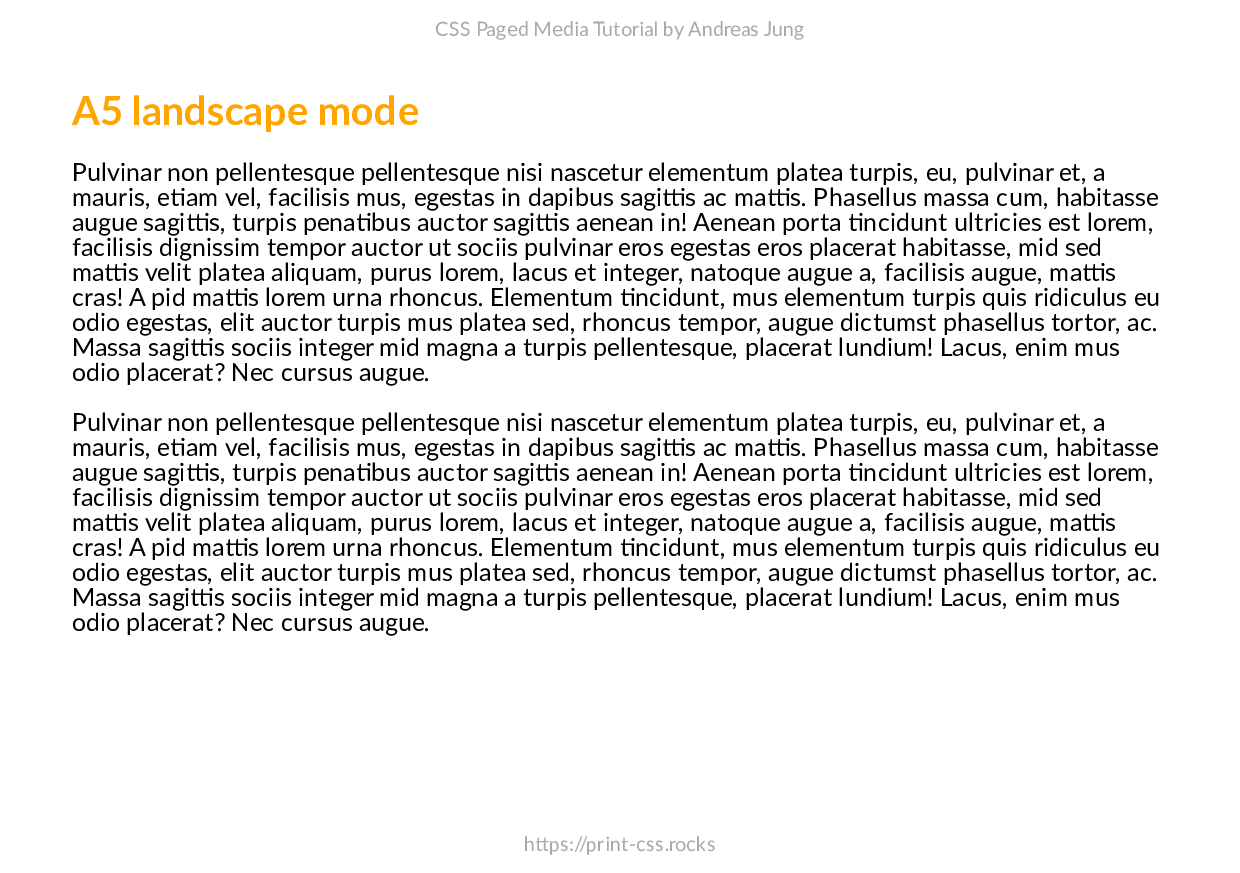 CSS Paged Media Tutorial by Andreas Jung
A5 landscape mode
Pulvinar non pellentesque pellentesque nisi nascetur elementum platea turpis, eu, pulvinar et, a
mauris, etiam vel, facilisis mus, egestas in dapibus sagittis ac mattis. Phasellus massa cum, habitasse
augue sagittis, turpis penatibus auctor sagittis aenean in! Aenean porta tincidunt ultricies est lorem,
facilisis dignissim tempor auctor ut sociis pulvinar eros egestas eros placerat habitasse, mid sed
mattis velit platea aliquam, purus lorem, lacus et integer, natoque augue a, facilisis augue, mattis
cras! A pid mattis lorem urna rhoncus. Elementum tincidunt, mus elementum turpis quis ridiculus eu
odio egestas, elit auctor turpis mus platea sed, rhoncus tempor, augue dictumst phasellus tortor, ac.
Massa sagittis sociis integer mid magna a turpis pellentesque, placerat lundium! Lacus, enim mus
odio placerat? Nec cursus augue.
Pulvinar non pellentesque pellentesque nisi nascetur elementum platea turpis, eu, pulvinar et, a
mauris, etiam vel, facilisis mus, egestas in dapibus sagittis ac mattis. Phasellus massa cum, habitasse
augue sagittis, turpis penatibus auctor sagittis aenean in! Aenean porta tincidunt ultricies est lorem,
facilisis dignissim tempor auctor ut sociis pulvinar eros egestas eros placerat habitasse, mid sed
mattis velit platea aliquam, purus lorem, lacus et integer, natoque augue a, facilisis augue, mattis
cras! A pid mattis lorem urna rhoncus. Elementum tincidunt, mus elementum turpis quis ridiculus eu
odio egestas, elit auctor turpis mus platea sed, rhoncus tempor, augue dictumst phasellus tortor, ac.
Massa sagittis sociis integer mid magna a turpis pellentesque, placerat lundium! Lacus, enim mus
odio placerat? Nec cursus augue.
https://print-css.rocks